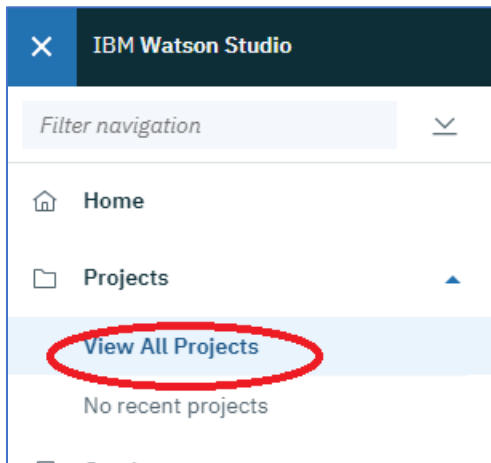 IBM Watson Studio
Filter navigation
Home
Projects
View All Projects
No recent projects